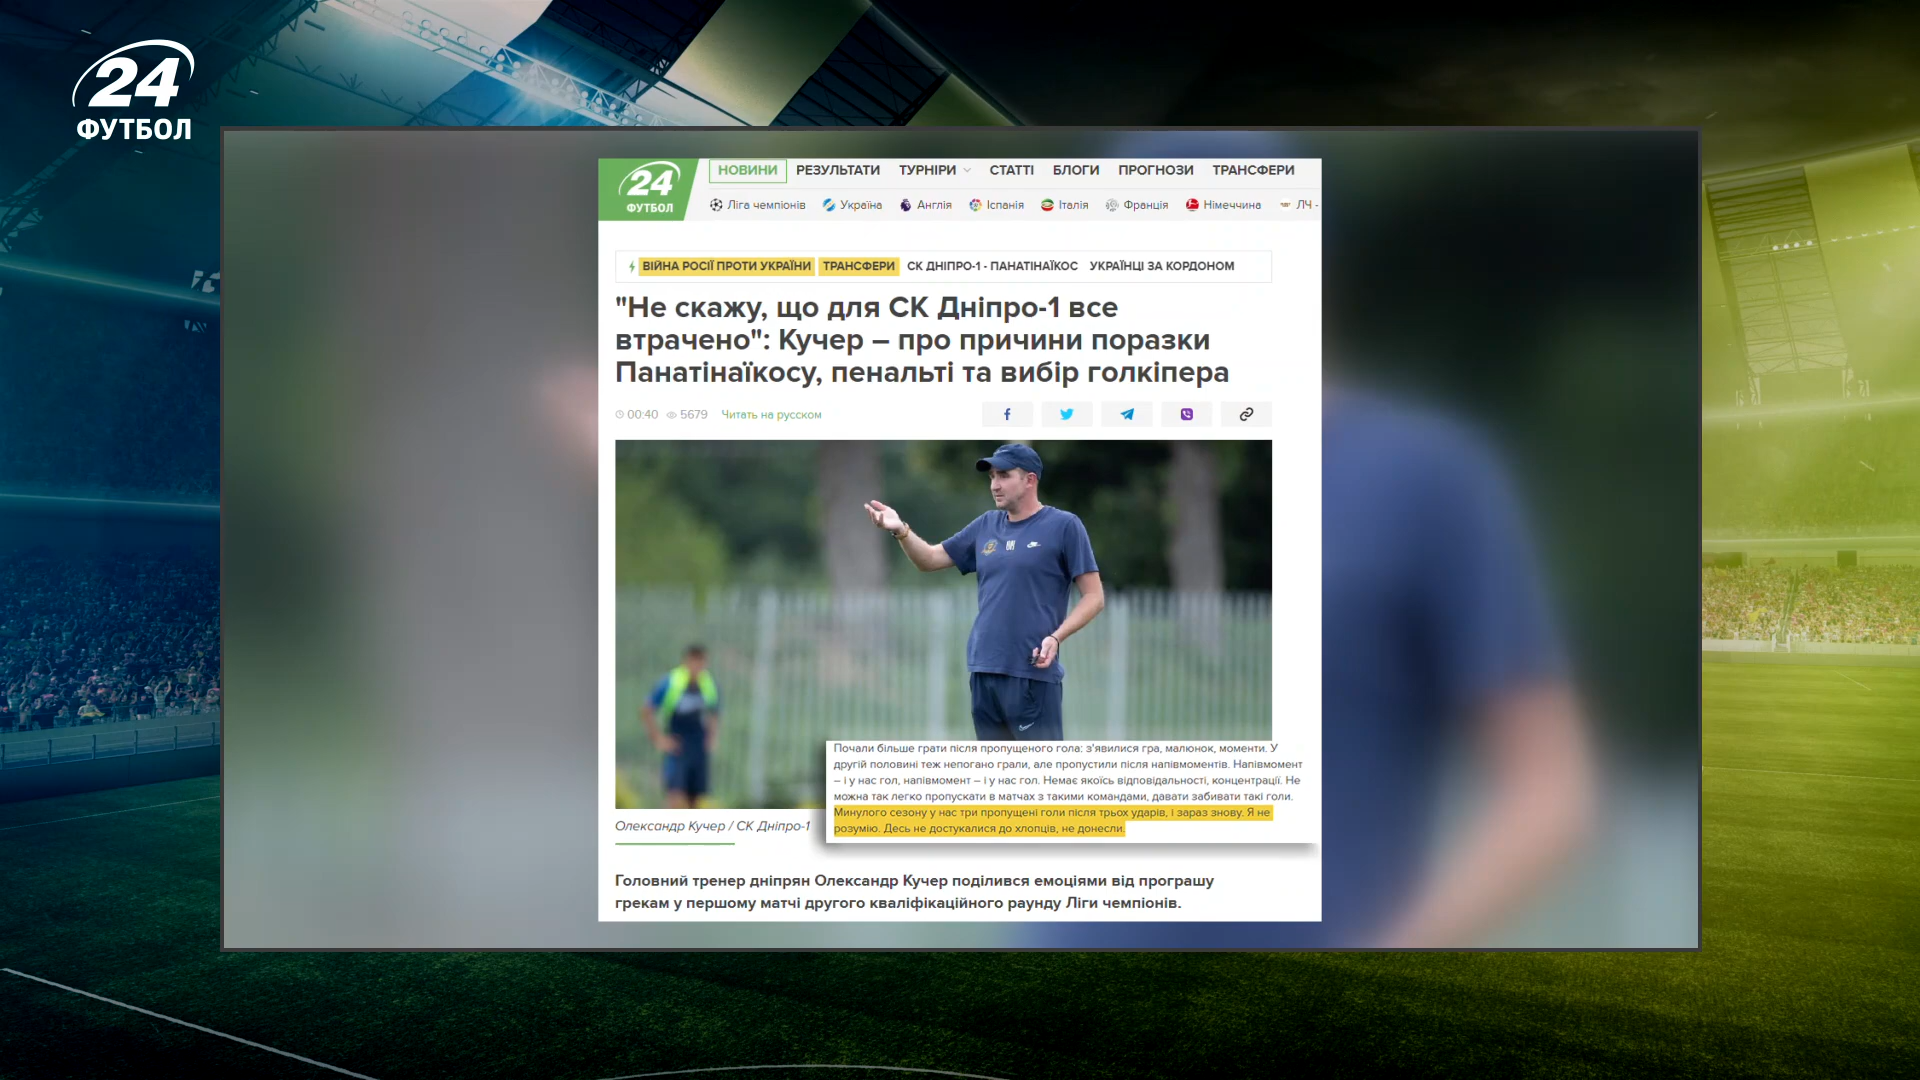 24
ФУТБОЛ
24
ФУТБОЛ
НОВИНИ РЕЗУЛЬТАТИ ТУРНІРИ СТАТТІ БЛОГИ ПРОГНОЗИ ТРАНСФЕРИ
Ліга чемпіонів Україна Англія Іспанія Італія Франція Німеччина ЛЧ -
ВІЙНА РОСІЇ ПРОТИ УКРАЇНИ ТРАНСФЕРИ СК ДНІПРО-1 - ПАНАТІНАЇКОС УКРАЇНЦІ ЗА КОРДОНОМ
"Не скажу, що для СК Дніпро-1 все
втрачено": Кучер – про причини поразки
Панатінаїкосу, пенальті та вибір голкіпера
00:40 5679 Читать на русском
Почали більше грати після пропущеного гола: з'явилися гра, малюнок, моменти. У
другій половині теж непогано грали, але пропустили після напівмоментів. Напівмомент
– і у нас гол, напівмомент – і у нас гол. Немає якоїсь відповідальності, концентрації. Не
можна так легко пропускати в матчах з такими командами, давати забивати такі голи.
Минулого сезону у нас три пропущені голи після трьох ударів, і зараз знову. Я не
розумію. Десь не достукалися до хлопців, не донесли.
Олександр Кучер / СК Дніпро-1
Головний тренер дніпрян Олександр Кучер поділився емоціями від програшу
грекам у першому матчі другого кваліфікаційного раунду Ліги чемпіонів.